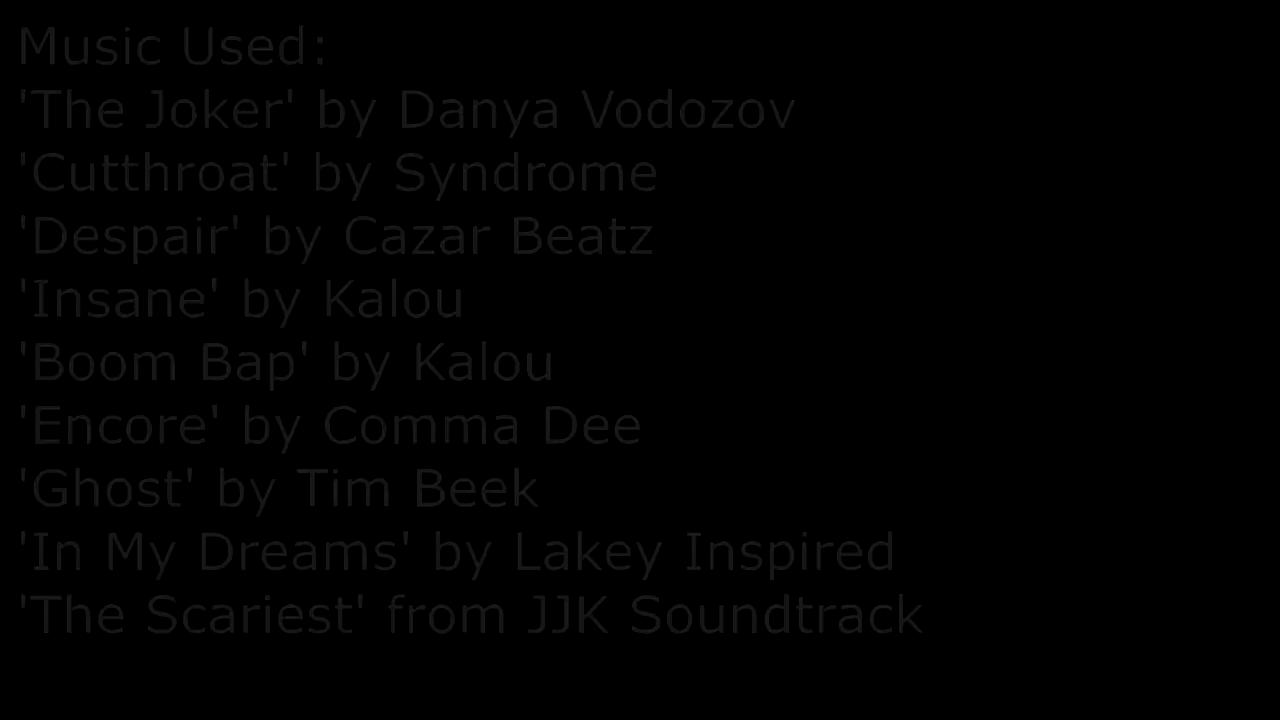 Music Used:
'The Joker' by Danya Vodozov
'Cutthroat' by Syndrome
'Despair' by Cazar Beatz
'Insane' by Kalou
'Boom Bap' by Kalou
'Encore' by Comma Dee
'Ghost' by Tim Beek
'In My Dreams' by Lakey Inspired
'The Scariest' from JJK Soundtrack